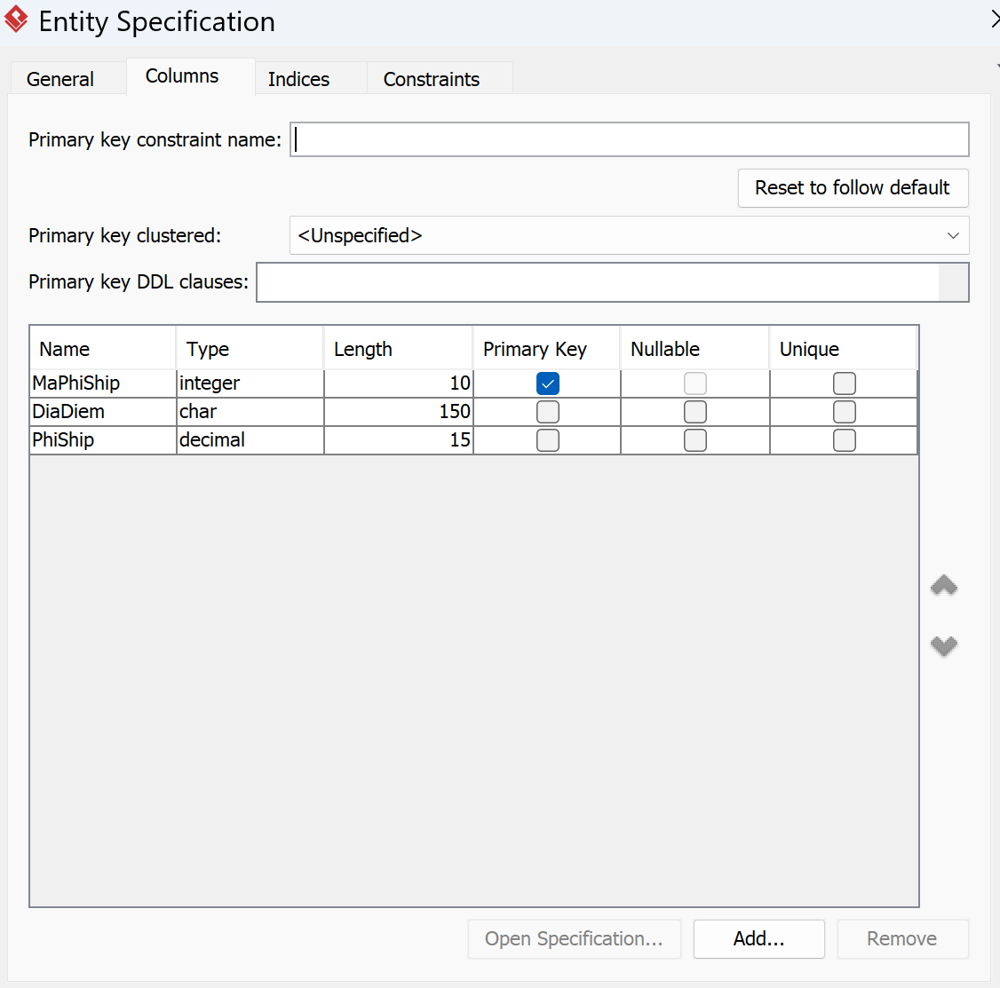 Entity Specification
General Columns Indices Constraints
Primary key constraint name:
Reset to follow default
Primary key clustered: <Unspecified>
Primary key DDL clauses:
Name Type Length Primary Key Nullable Unique
MaPhiShip integer 10
DiaDiem char 150
PhiShip decimal 15
Open Specification... Add... Remove